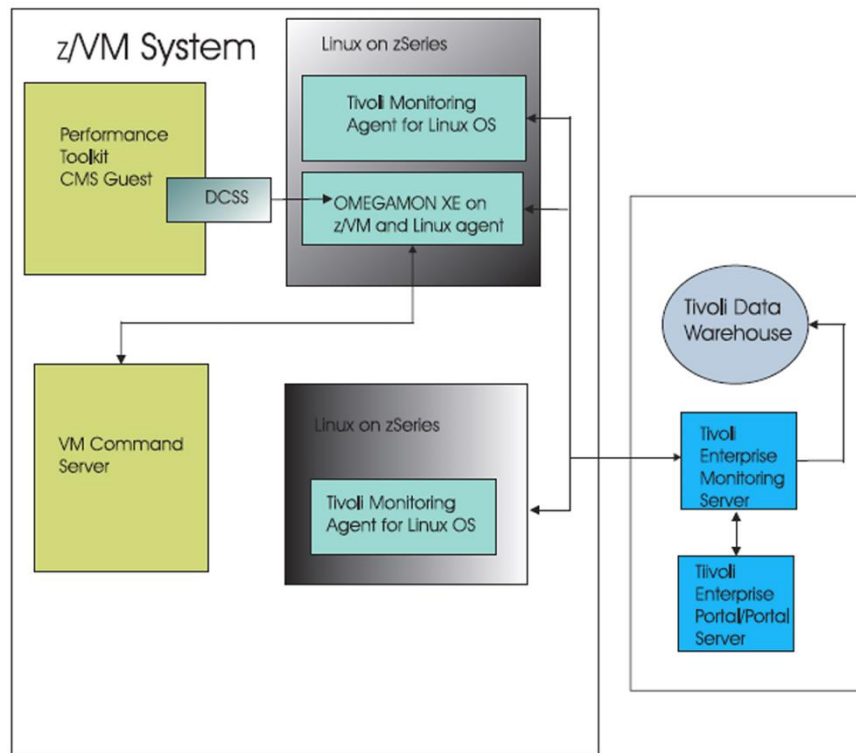 z/VM System
Linux on zSeries
Tivoli Monitoring
Agent for Linux OS
Performance
Toolkit
CMS Guest
DCSS
OMEGAMON XE on
z/VM and Linux agent
VM Command
Server
Linux on zSeries
Tivoli Monitoring
Agent for Linux OS
Tivoli Data
Warehouse
Tivoli
Enterprise
Monitoring
Server
Tiivoli
Enterprise
Portal/Portal
Server